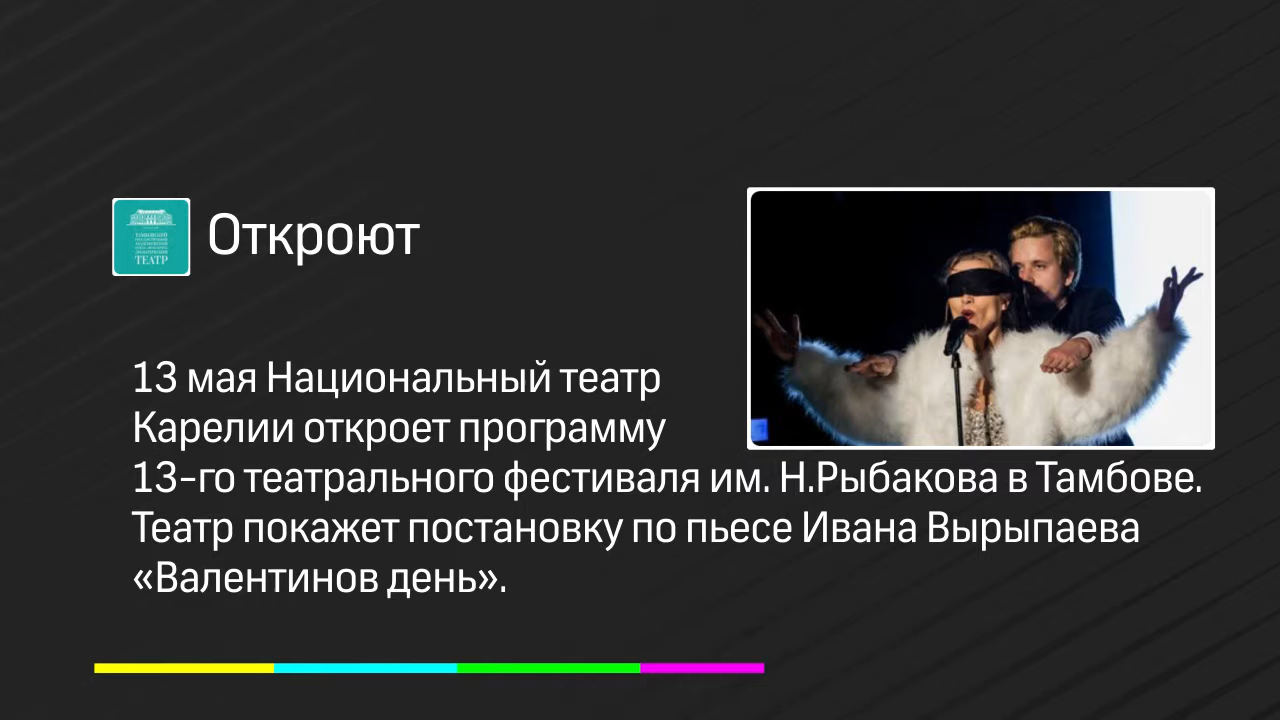 Откроют
ТЕАТР
13 мая Национальный театр
Карелии откроет программу
13-го театрального фестиваля им. Н.Рыбакова в Тамбове.
Театр покажет постановку по пьесе Ивана Вырыпаева
«Валентинов день».